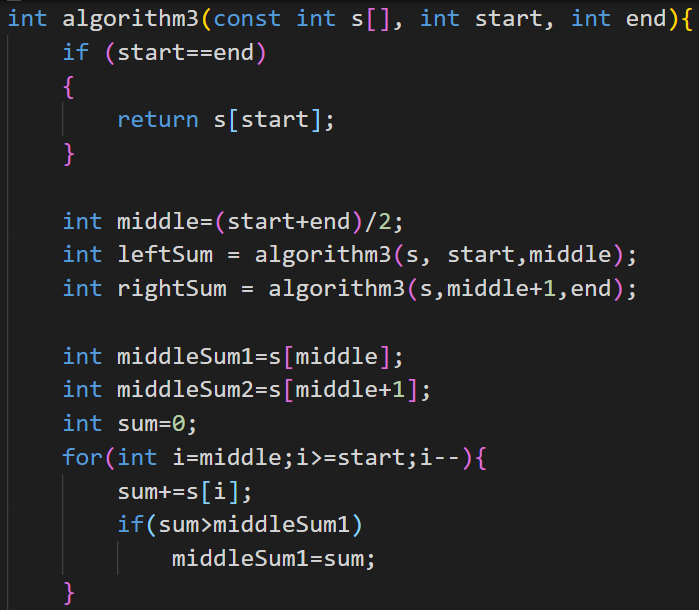 int algorithm3(const int s[], int start, int end){
    if (start==end)
    {
        return s[start];
    }

    int middle=(start+end)/2;
    int leftSum = algorithm3(s, start,middle);
    int rightSum = algorithm3(s,middle+1,end);

    int middleSum1=s[middle];
    int middleSum2=s[middle+1];
    int sum=0;
    for(int i=middle;i>=start;i--){
        sum+=s[i];
        if(sum>middleSum1)
            middleSum1=sum;
    }